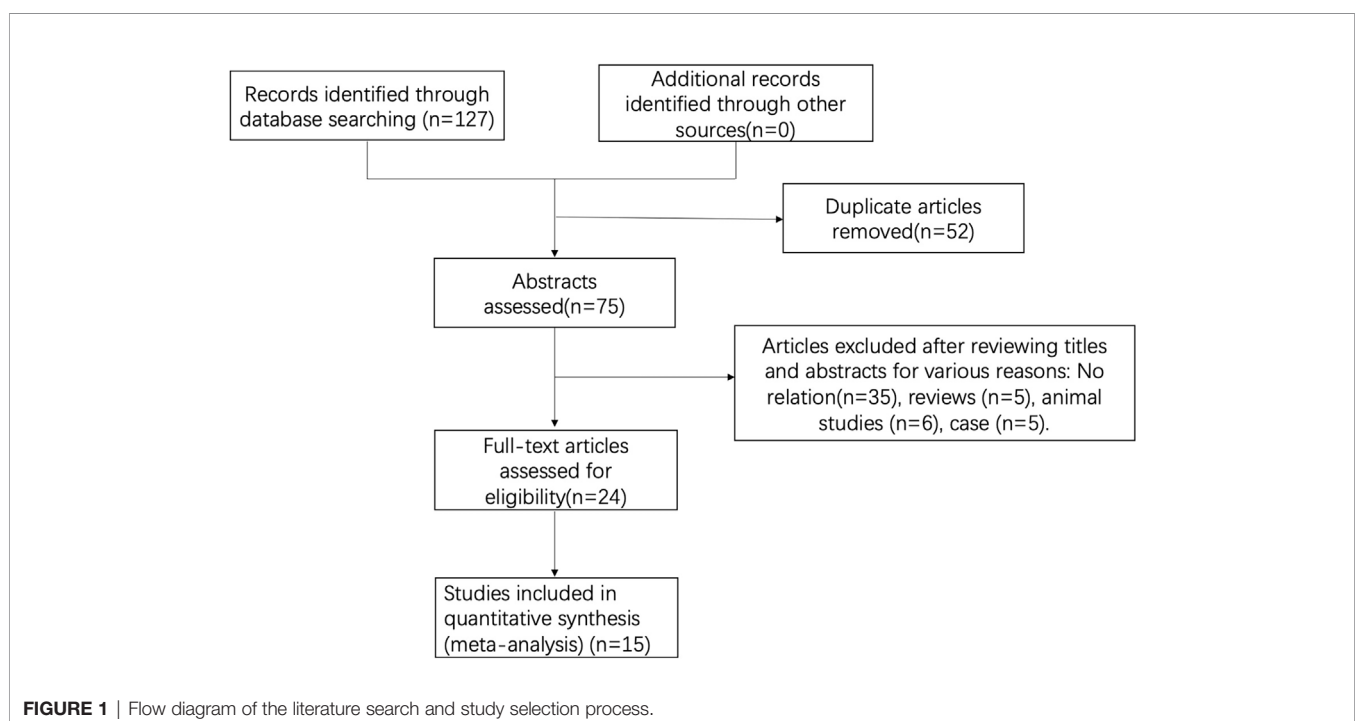 Records identified through
database searching (n=127)
Additional records
identified through other
sources(n=0)
Duplicate articles
removed(n=52)
Abstracts
assessed(n=75)
Articles excluded after reviewing titles
and abstracts for various reasons: No
relation(n=35), reviews (n=5), animal
studies (n=6), case (n=5).
Full-text articles
assessed for
eligibility(n=24)
Studies included in
quantitative synthesis
(meta-analysis) (n=15)
FIGURE 1 | Flow diagram of the literature search and study selection process.